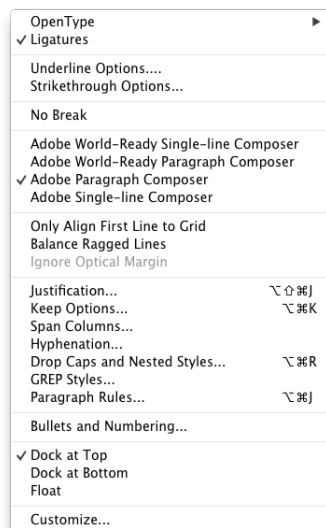 OpenType ▶
✓ Ligatures
Underline Options....
Strikethrough Options...
No Break
Adobe World-Ready Single-line Composer
Adobe World-Ready Paragraph Composer
✓ Adobe Paragraph Composer
Adobe Single-line Composer
Only Align First Line to Grid
Balance Ragged Lines
Ignore Optical Margin
Justification... ⌥⇧⌘J
Keep Options... ⌥⌘K
Span Columns...
Hyphenation...
Drop Caps and Nested Styles... ⌥⌘R
GREP Styles...
Paragraph Rules... ⌥⌘J
Bullets and Numbering...
✓ Dock at Top
Dock at Bottom
Float
Customize...